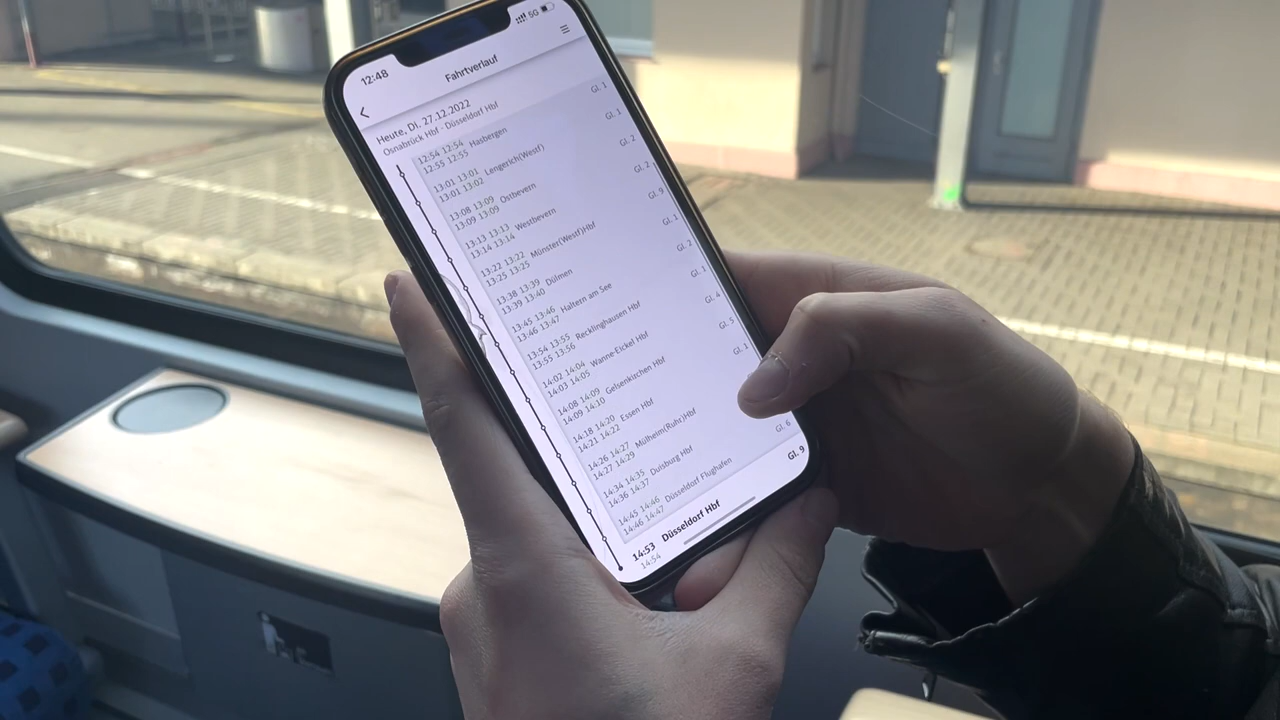 12:48
5G
Fahrtverlauf
Heute, Di. 27.12.2022
Osnabrück Hbf - Düsseldorf Hbf
12:54 12:54 Hasbergen Gl. 1
12:55 12:55
13:01 13:01 Lengerich(Westf) Gl. 1
13:01 13:02
13:08 13:09 Ostbevern Gl. 2
13:09 13:09
13:13 13:13 Westbevern Gl. 2
13:14 13:14
13:22 13:22 Münster(Westf)Hbf Gl. 9
13:25 13:25
13:38 13:39 Dülmen Gl. 1
13:39 13:40
13:45 13:46 Haltern am See Gl. 2
13:46 13:47
13:54 13:55 Recklinghausen Hbf Gl. 1
13:55 13:56
14:02 14:04 Wanne-Eickel Hbf Gl. 4
14:03 14:05
14:08 14:09 Gelsenkirchen Hbf Gl. 5
14:09 14:10
14:18 14:20 Essen Hbf Gl. 1
14:21 14:22
14:26 14:27 Mülheim(Ruhr)Hbf
14:27 14:29
14:34 14:35 Duisburg Hbf
14:36 14:37
14:45 14:46 Düsseldorf Flughafen Gl. 6
14:46 14:47
14:53 Düsseldorf Hbf Gl. 9
14:54